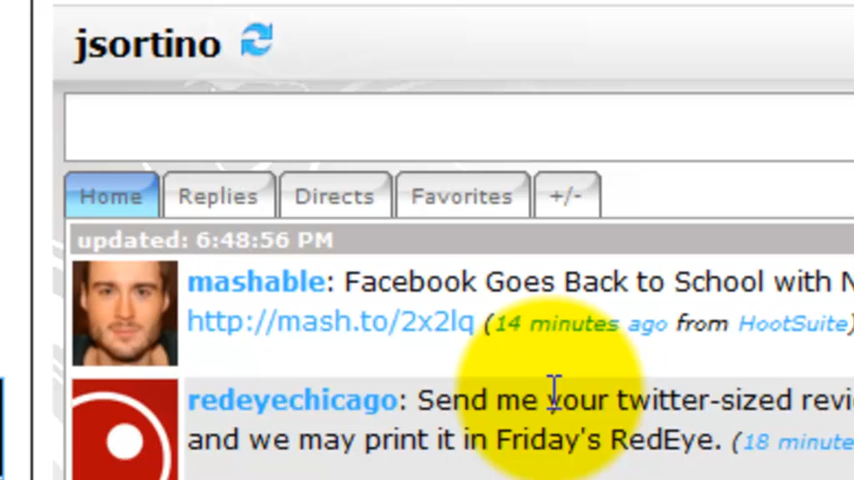 jsortino
Home Replies Directs Favorites +/-
updated: 6:48:56 PM
mashable: Facebook Goes Back to School with
http://mash.to/2x2lq (14 minutes ago from HootSuite)
redeyechicago: Send me your twitter-sized
and we may print it in Friday's RedEye. (18